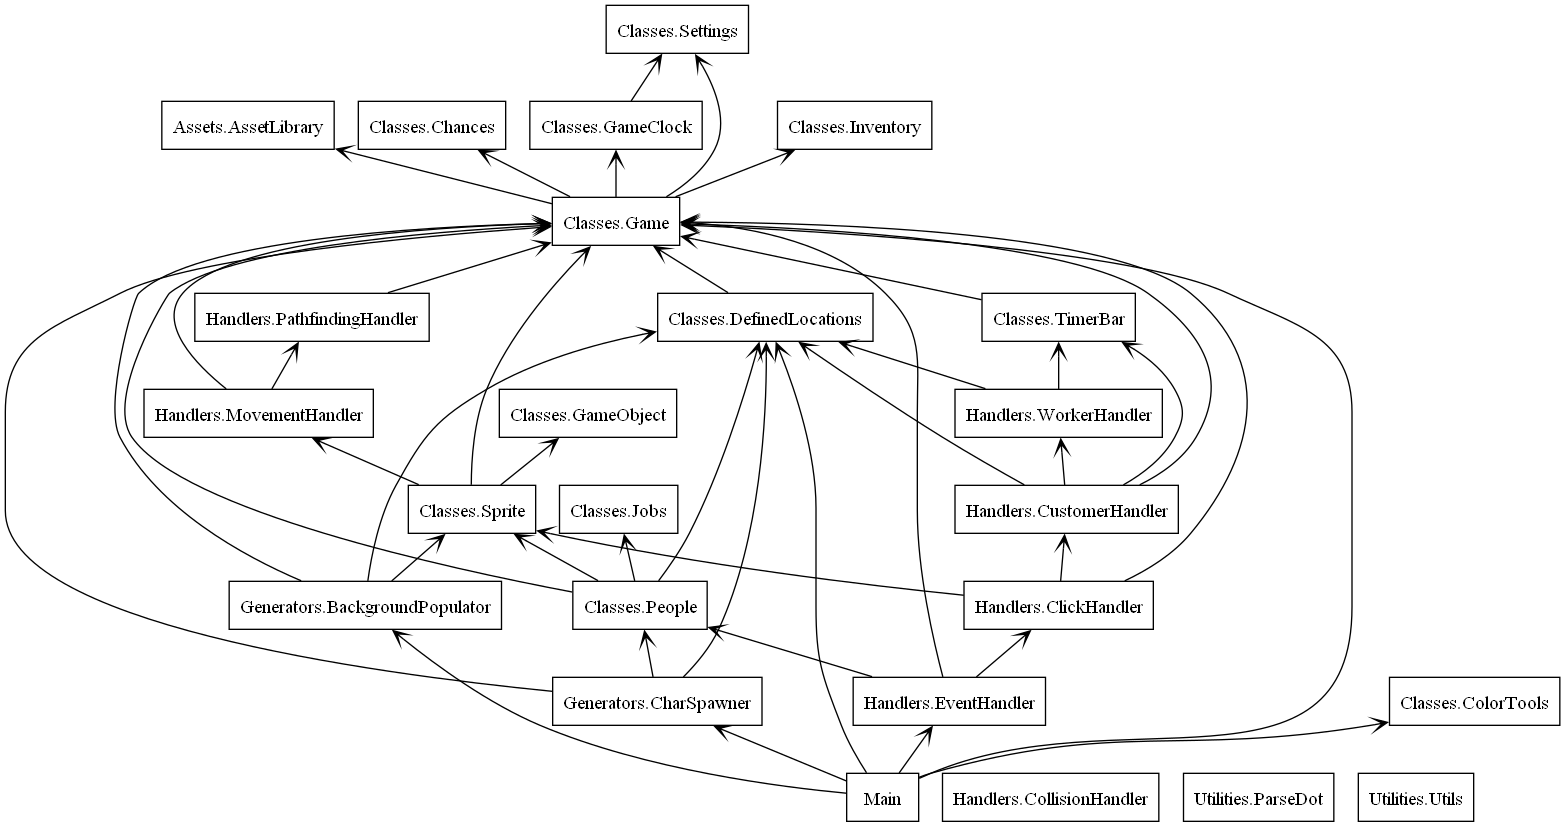 Classes.Settings
Assets.AssetLibrary
Classes.Chances
Classes.GameClock
Classes.Inventory
Classes.Game
Handlers.PathfindingHandler
Classes.DefinedLocations
Classes.TimerBar
Handlers.MovementHandler
Classes.GameObject
Handlers.WorkerHandler
Classes.Sprite
Classes.Jobs
Handlers.CustomerHandler
Generators.BackgroundPopulator
Classes.People
Handlers.ClickHandler
Generators.CharSpawner
Handlers.EventHandler
Classes.ColorTools
Main
Handlers.CollisionHandler
Utilities.ParseDot
Utilities.Utils